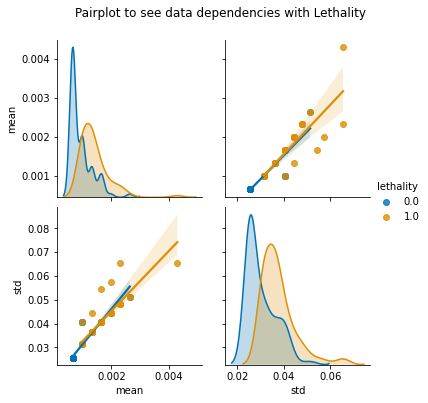 Pairplot to see data dependencies with Lethality
0.004
0.003
0.002
0.001
mean
lethality
0.0
1.0
0.08
0.07
0.06
0.05
0.04
0.03
std
0.002 0.004
mean
0.02 0.04 0.06
std